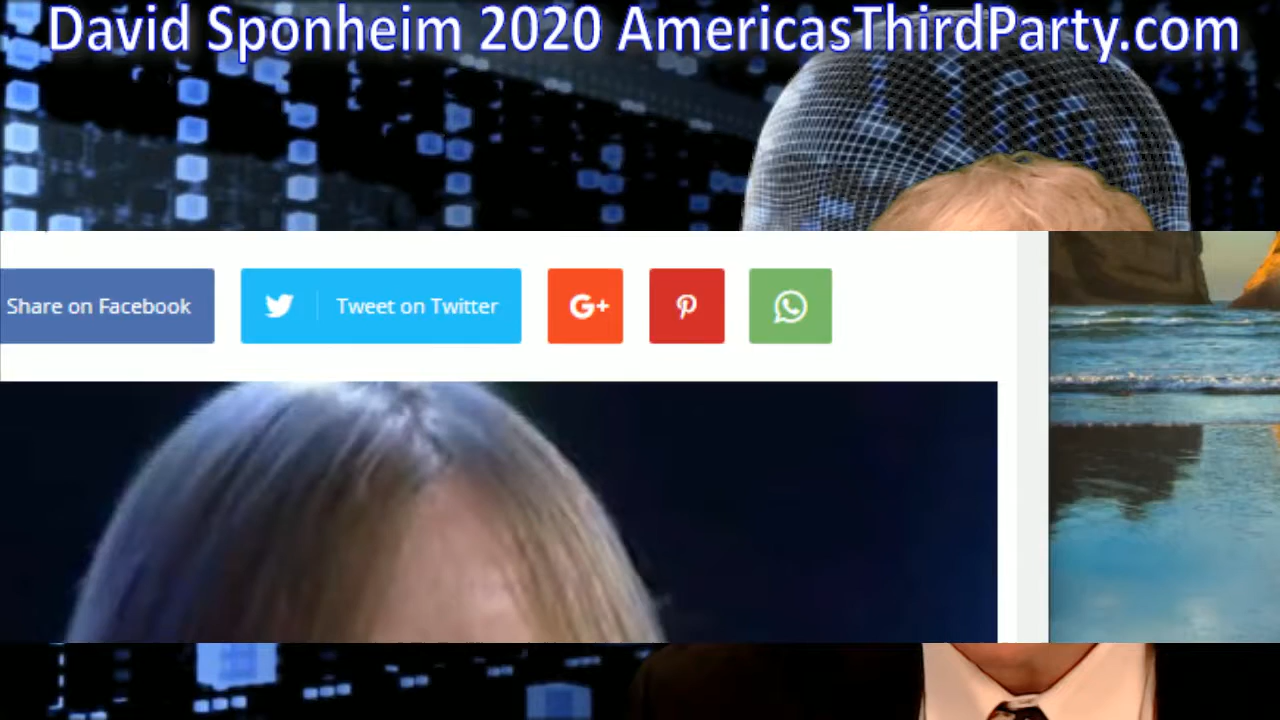 David Sponheim 2020 AmericasThirdParty.com
Share on Facebook
Tweet on Twitter
G+